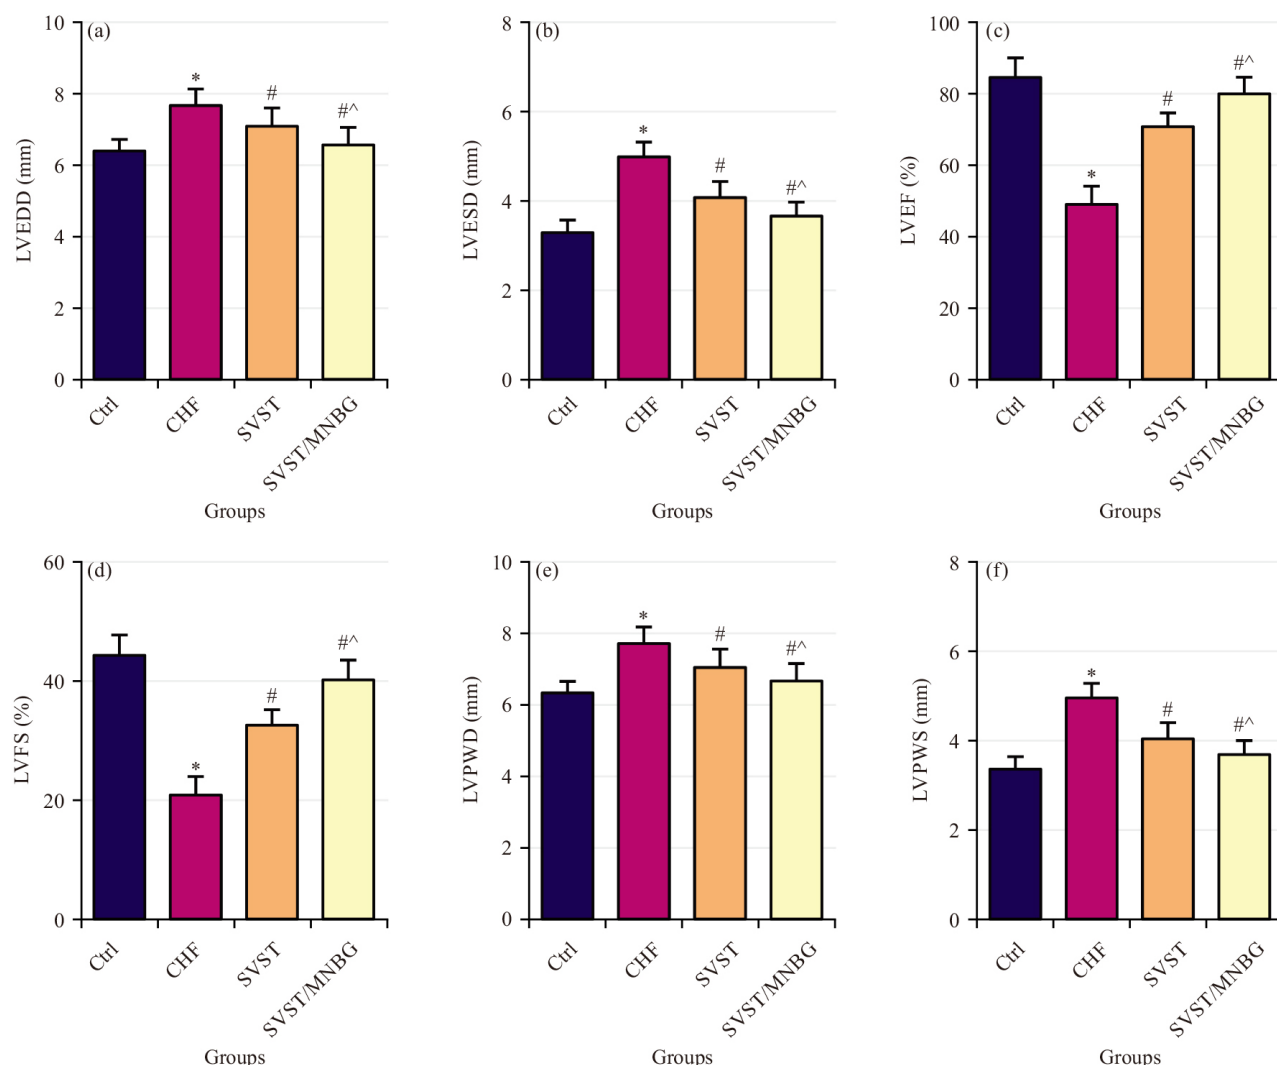 (a)
LVEDD (mm)
10
8
6
4
2
0
*
#
#^
Ctrl
CHF
SVST
SVST/MNBG
Groups
(b)
LVESD (mm)
8
6
4
2
0
*
#
#^
Ctrl
CHF
SVST
SVST/MNBG
Groups
(c)
LVEF (%)
100
80
60
40
20
0
*
#
#^
Ctrl
CHF
SVST
SVST/MNBG
Groups
(d)
LVFS (%)
60
40
20
0
*
#
#^
Ctrl
CHF
SVST
SVST/MNBG
Groups
(e)
LVPWD (mm)
10
8
6
4
2
0
*
#
#^
Ctrl
CHF
SVST
SVST/MNBG
Groups
(f)
LVPWS (mm)
8
6
4
2
0
*
#
#^
Ctrl
CHF
SVST
SVST/MNBG
Groups